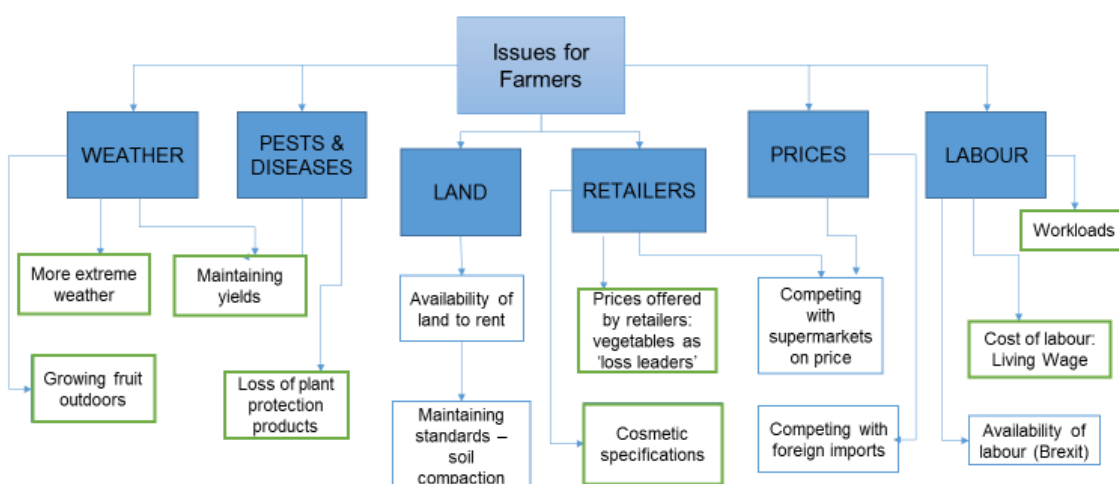 Issues for
Farmers
WEATHER
PESTS &
DISEASES
LAND
RETAILERS
PRICES
LABOUR
More extreme
weather
Maintaining
yields
Growing fruit
outdoors
Loss of plant
protection
products
Availability of
land to rent
Maintaining
standards –
soil
compaction
Prices offered
by retailers:
vegetables as
‘loss leaders’
Cosmetic
specifications
Competing
with
supermarkets
on price
Competing with
foreign imports
Workloads
Cost of labour:
Living Wage
Availability of
labour (Brexit)